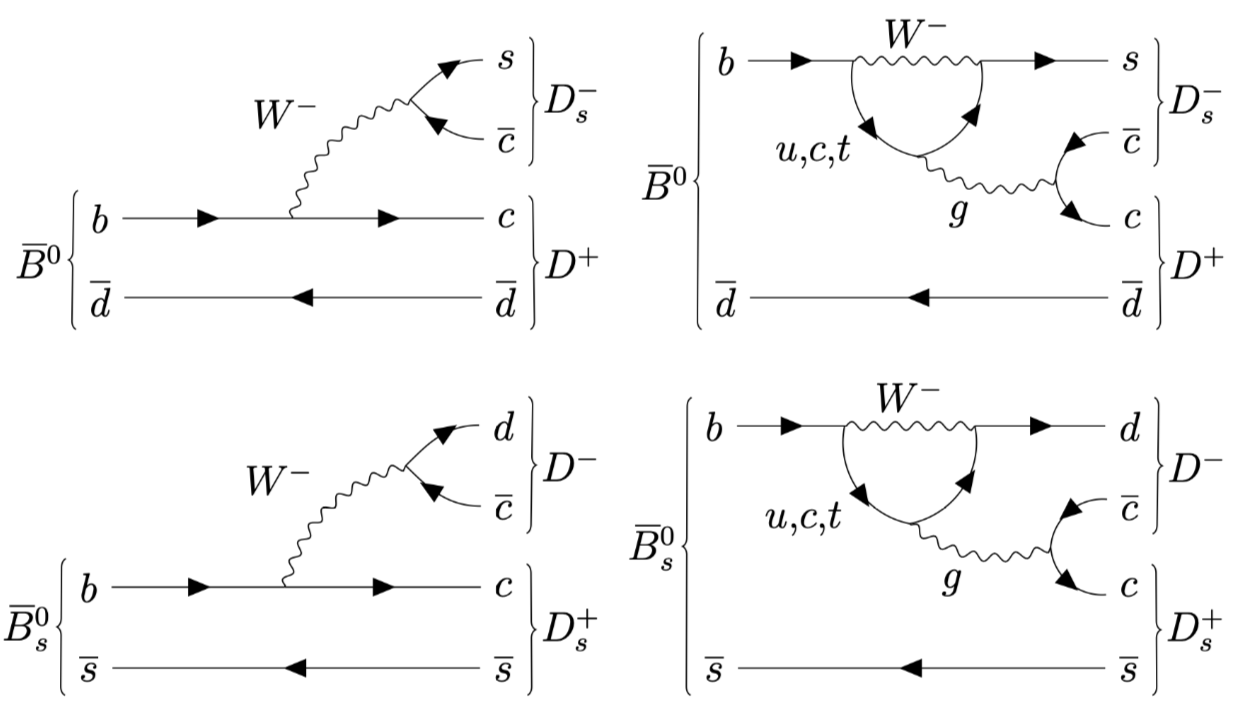 W⁻ s D_s⁻
c̄
B̄⁰ b c D⁺
d̄ d̄
W⁻
b s D_s⁻
u,c,t c̄
B̄⁰ g c D⁺
d̄ d̄
W⁻ d D⁻
c̄
B̄_s⁰ b c D_s⁺
s̄ s̄
W⁻
b d D⁻
u,c,t c̄
B̄_s⁰ g c D_s⁺
s̄ s̄